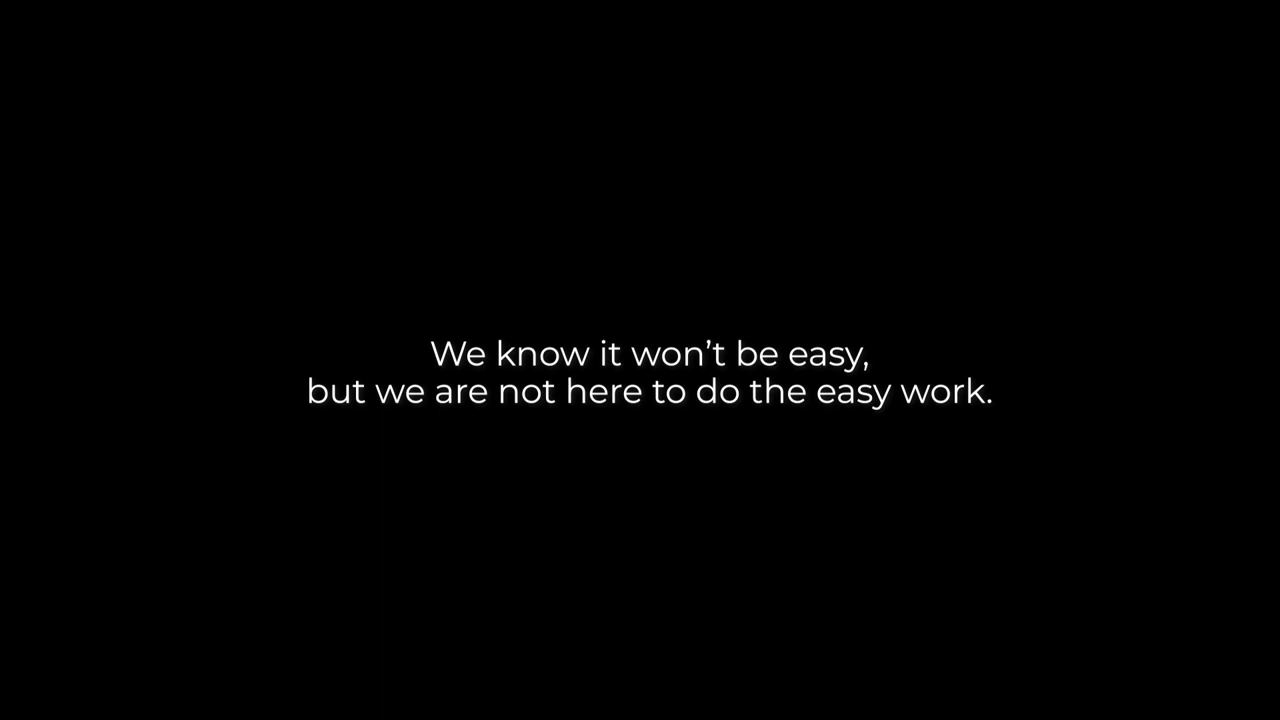 We know it won’t be easy,
but we are not here to do the easy work.